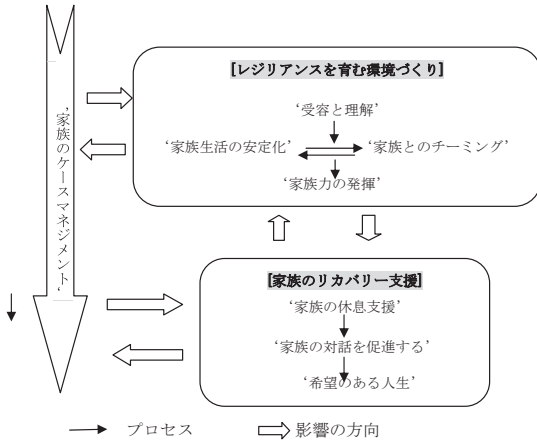 [レジリアンスを育む環境づくり]
‘受容と理解’
‘家族生活の安定化’ ‘家族とのチーミング’
‘家族力の発揮’
‘家族のケースマネジメント’
[家族のリカバリー支援]
‘家族の休息支援’
‘家族の対話を促進する’
‘希望のある人生’
プロセス 影響の方向